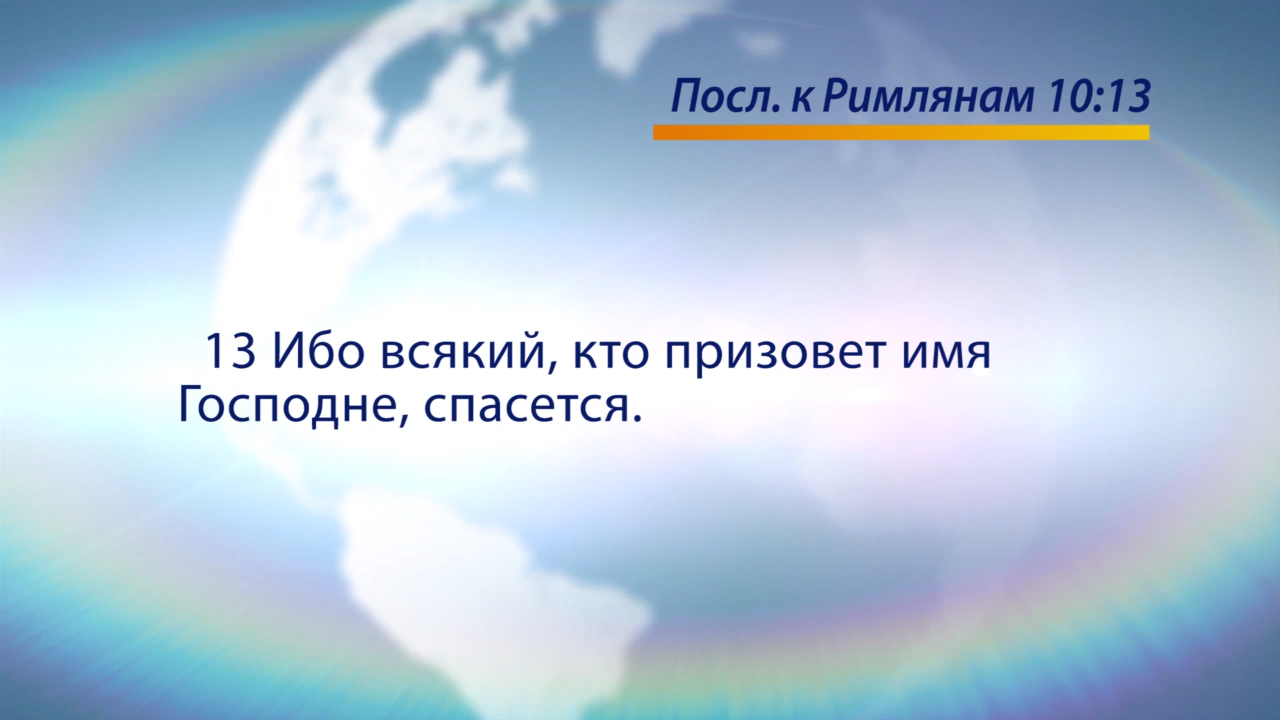 Посл. к Римлянам 10:13
13 Ибо всякий, кто призовет имя
Господне, спасется.